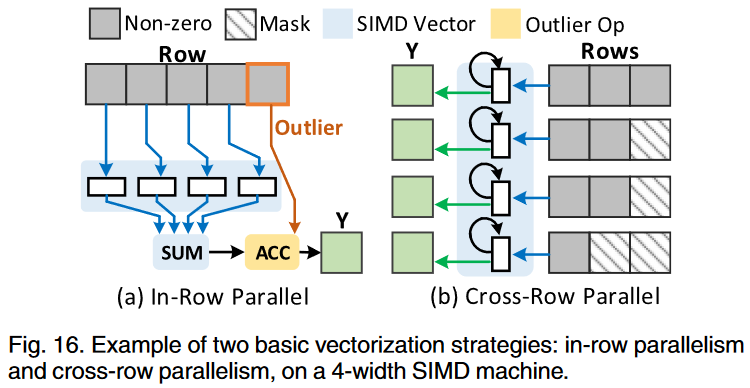 Non-zero Mask SIMD Vector Outlier Op
Row
Outlier
SUM
ACC
Y
(a) In-Row Parallel
Y
Rows
(b) Cross-Row Parallel
Fig. 16. Example of two basic vectorization strategies: in-row parallelism
and cross-row parallelism, on a 4-width SIMD machine.